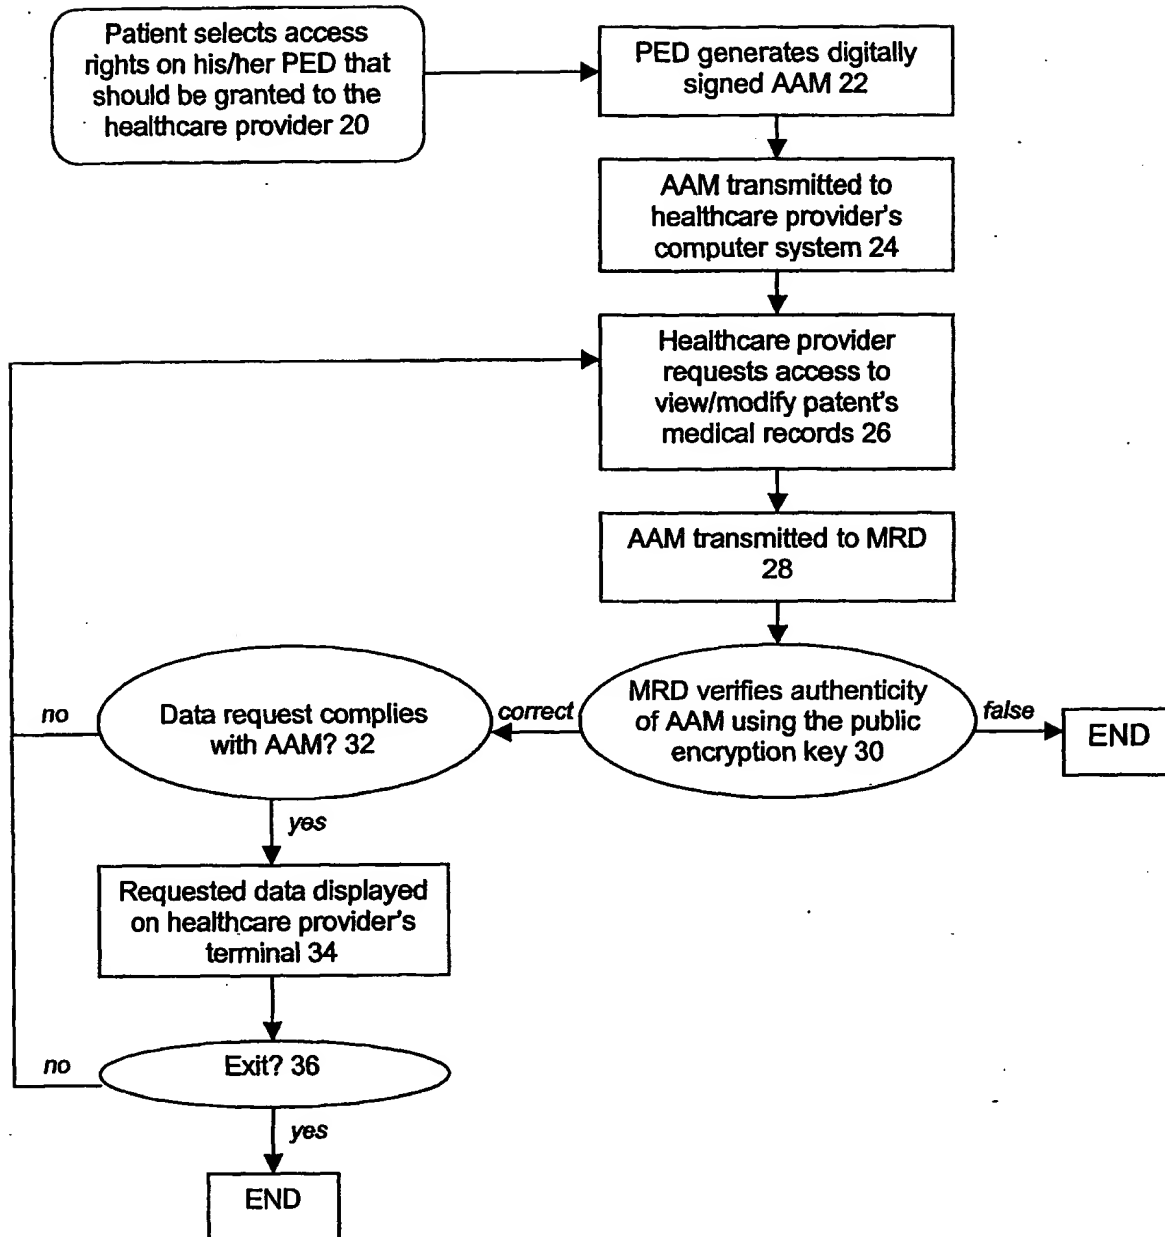 Patient selects access
rights on his/her PED that
should be granted to the
healthcare provider 20
PED generates digitally
signed AAM 22
AAM transmitted to
healthcare provider's
computer system 24
Healthcare provider
requests access to
view/modify patent's
medical records 26
AAM transmitted to MRD
28
MRD verifies authenticity
of AAM using the public
encryption key 30
false
END
correct
Data request complies
with AAM? 32
no
yes
Requested data displayed
on healthcare provider's
terminal 34
Exit? 36
no
yes
END